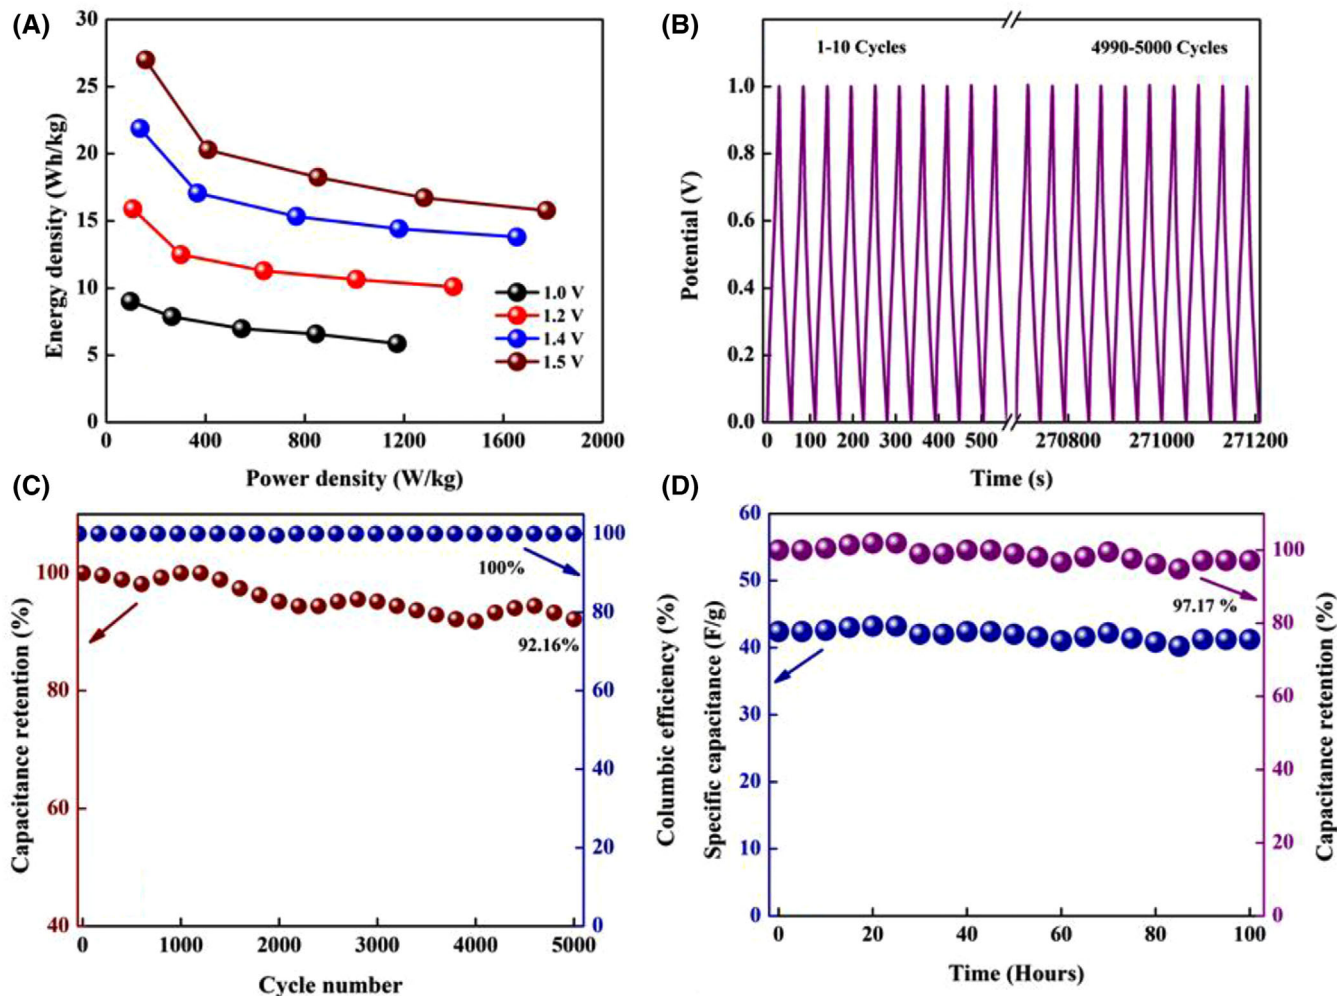 (A)
30
25
20
15
10
5
0
Energy density (Wh/kg)
1.0 V
1.2 V
1.4 V
1.5 V
0 400 800 1200 1600 2000
Power density (W/kg)
(B)
1-10 Cycles 4990-5000 Cycles
1.0
0.8
0.6
0.4
0.2
0.0
Potential (V)
0 100 200 300 400 500 270800 271000 271200
Time (s)
(C)
100
80
60
40
Capacitance retention (%)
100%
92.16%
100
80
60
40
20
0
Columbic efficiency (%)
0 1000 2000 3000 4000 5000
Cycle number
(D)
60
50
40
30
20
10
0
Specific capacitance (F/g)
97.17 %
100
80
60
40
20
0
Capacitance retention (%)
0 20 40 60 80 100
Time (Hours)